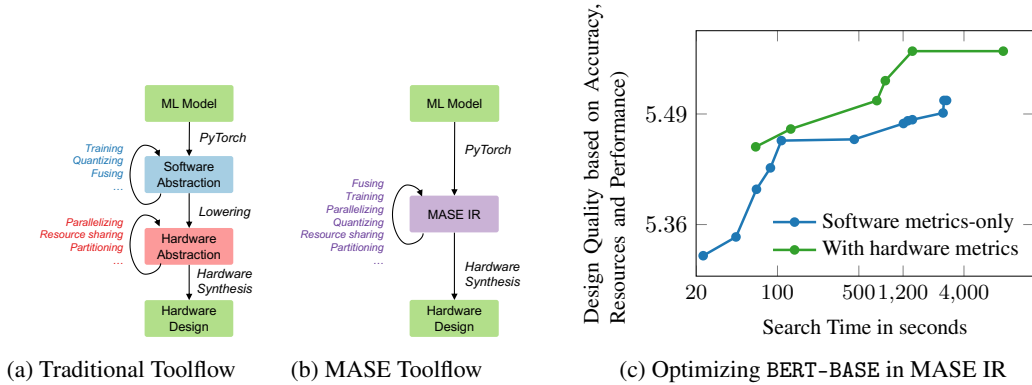 ML Model
PyTorch
Training
Quantizing
Fusing
...
Software
Abstraction
Lowering
Parallelizing
Resource sharing
Partitioning
...
Hardware
Abstraction
Hardware
Synthesis
Hardware
Design
(a) Traditional Toolflow
ML Model
PyTorch
Fusing
Training
Parallelizing
Quantizing
Resource sharing
Partitioning
...
MASE IR
Hardware
Synthesis
Hardware
Design
(b) MASE Toolflow
Design Quality based on Accuracy,
Resources and Performance)
5.49
5.36
Software metrics-only
With hardware metrics
20 100 500 1,200 4,000
Search Time in seconds
(c) Optimizing BERT-BASE in MASE IR